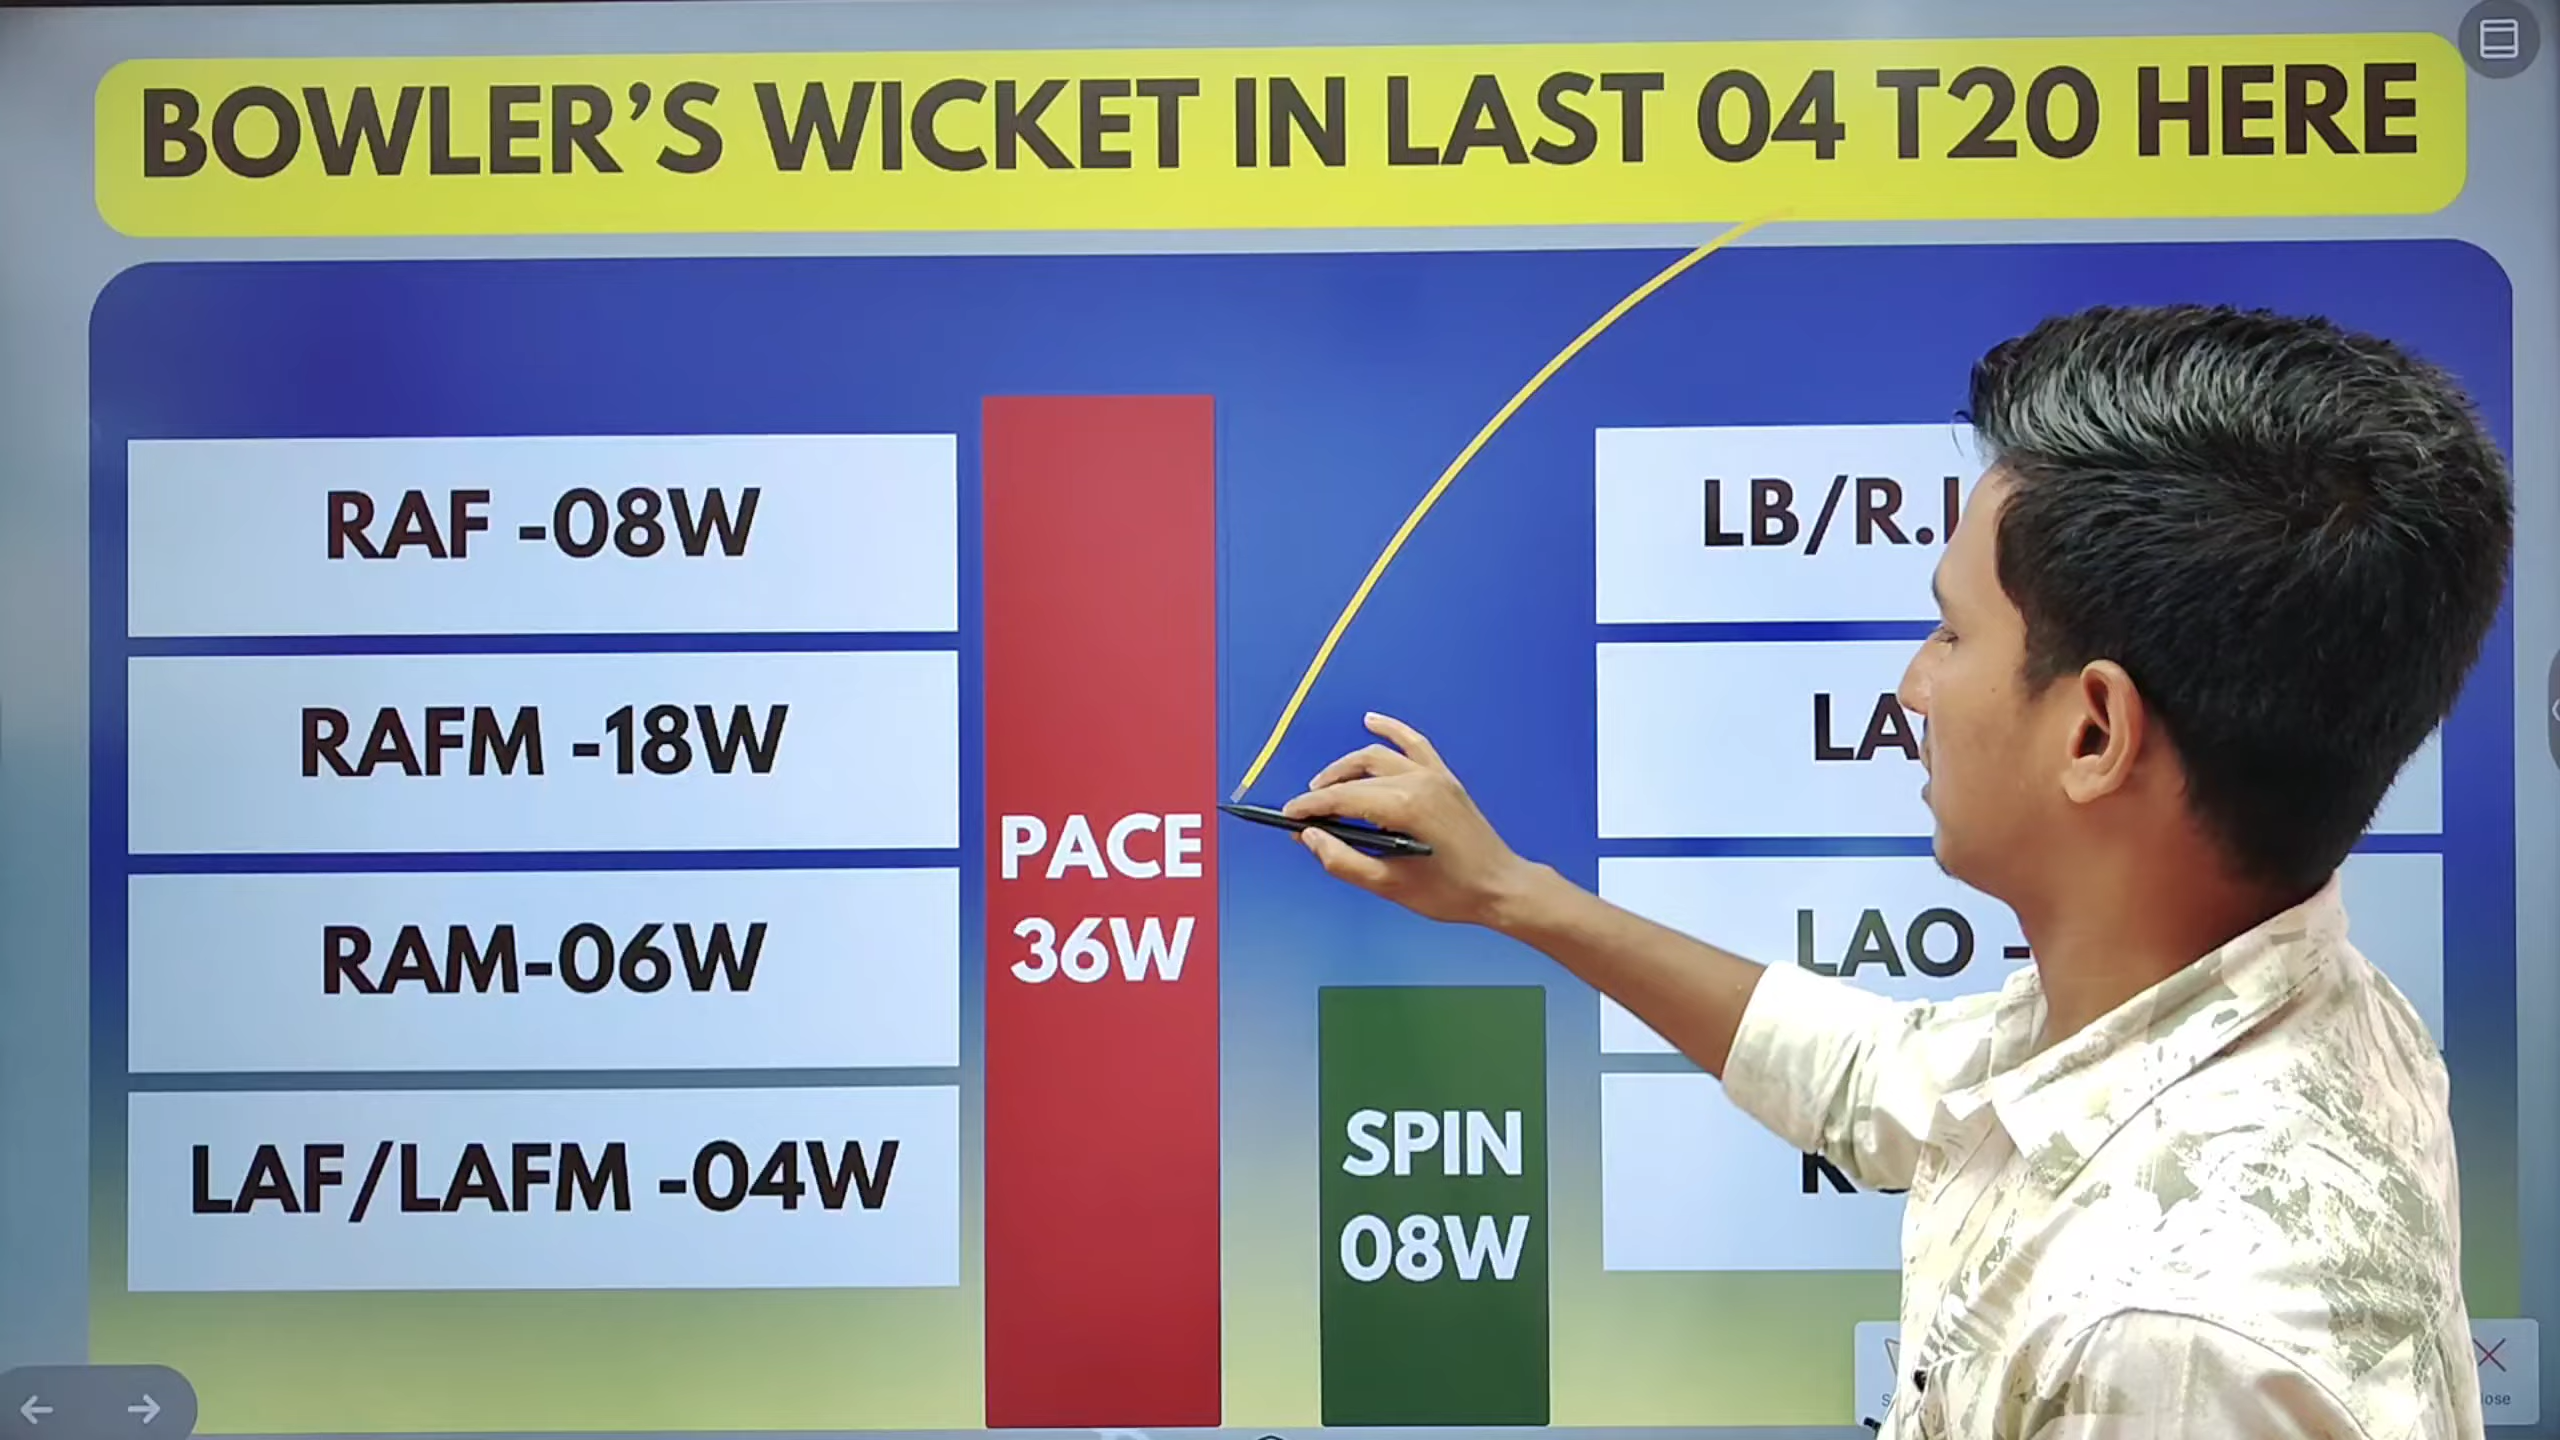 BOWLER'S WICKET IN LAST 04 T20 HERE
RAF -08W
RAFM -18W
RAM-06W
LAF/LAFM -04W
PACE
36W
SPIN
08W
LB/R.
LAO -